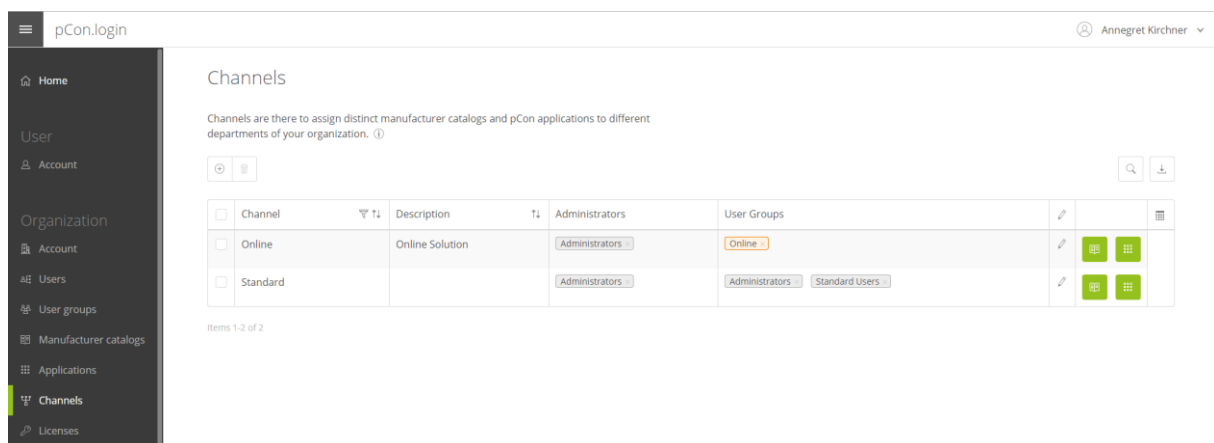 pCon.login
Annegret Kirchner
Home
User
Account
Organization
Account
Users
User groups
Manufacturer catalogs
Applications
Channels
Licenses
Channels
Channels are there to assign distinct manufacturer catalogs and pCon applications to different
departments of your organization.
Channel Description Administrators User Groups
Online Online Solution Administrators × Online ×
Standard Administrators × Administrators × Standard Users ×
Items 1-2 of 2